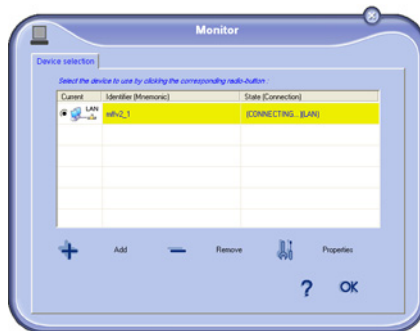 Monitor
Device selection
Select the device to use by clicking the corresponding radio-button :
Current Identifier (Mnemonic) State (Connection)
LAN mlfv2_1 (CONNECTING...)(LAN)
Add Remove Properties
? OK